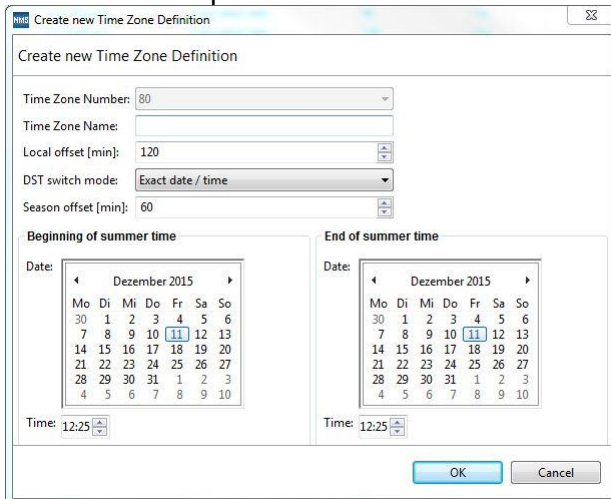 NMS Create new Time Zone Definition
Create new Time Zone Definition
Time Zone Number: 80
Time Zone Name:
Local offset [min]: 120
DST switch mode: Exact date / time
Season offset [min]: 60
Beginning of summer time
Date:
Dezember 2015
Mo Di Mi Do Fr Sa So
30 1 2 3 4 5 6
7 8 9 10 11 12 13
14 15 16 17 18 19 20
21 22 23 24 25 26 27
28 29 30 31 1 2 3
4 5 6 7 8 9 10
Time: 12:25
End of summer time
Date:
Dezember 2015
Mo Di Mi Do Fr Sa So
30 1 2 3 4 5 6
7 8 9 10 11 12 13
14 15 16 17 18 19 20
21 22 23 24 25 26 27
28 29 30 31 1 2 3
4 5 6 7 8 9 10
Time: 12:25
OK Cancel